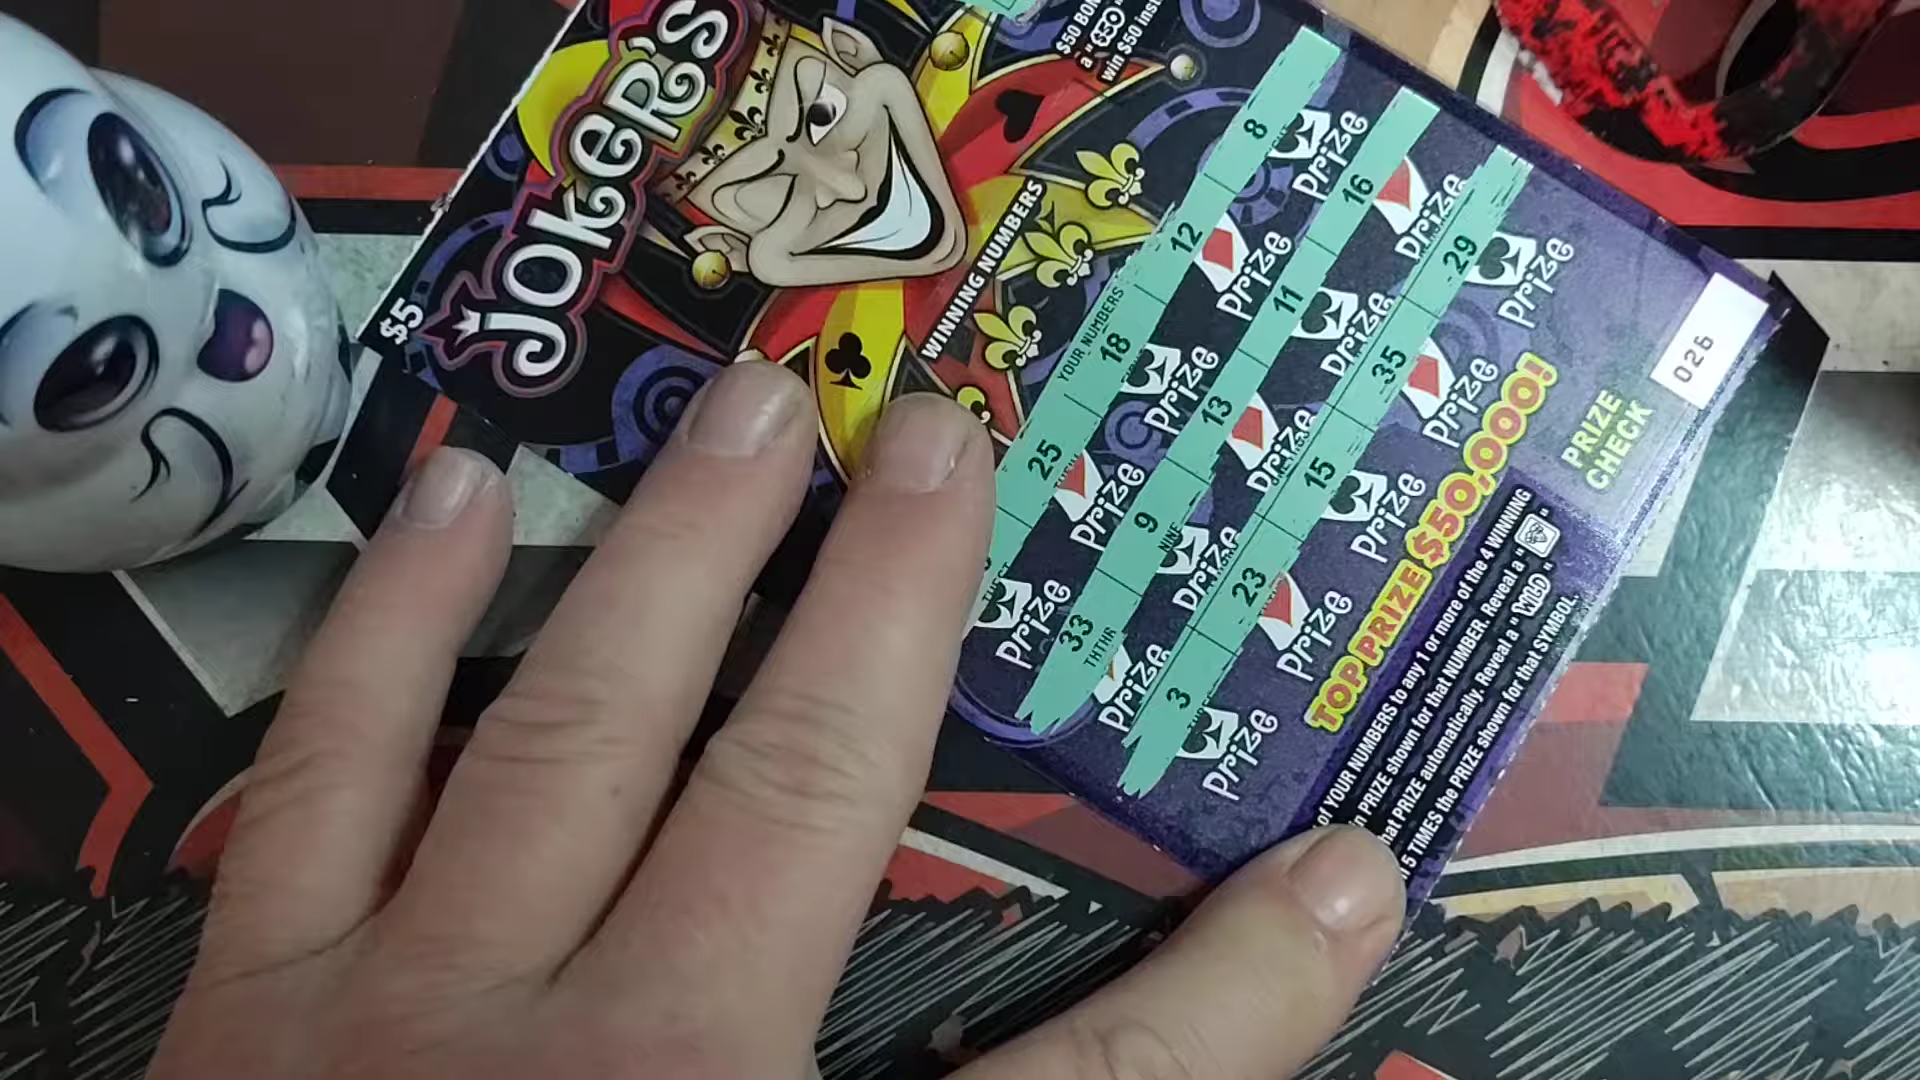 $5
JOKER'S
$50
win $50
WINNING NUMBERS
YOUR NUMBERS
25 18 12 8
PRIZE PRIZE PRIZE PRIZE PRIZE
33 9 13 11 16
THTHR NINE
PRIZE PRIZE PRIZE PRIZE PRIZE
3 23 15 35 29
PRIZE PRIZE PRIZE PRIZE PRIZE
TOP PRIZE $50,000!
of YOUR NUMBERS to any 1 or more of the 4 WINNING
PRIZE shown for that NUMBER. Reveal a " "
that PRIZE automatically. Reveal a "WILD"
5 TIMES the PRIZE shown for that SYMBOL.
PRIZE
CHECK
026